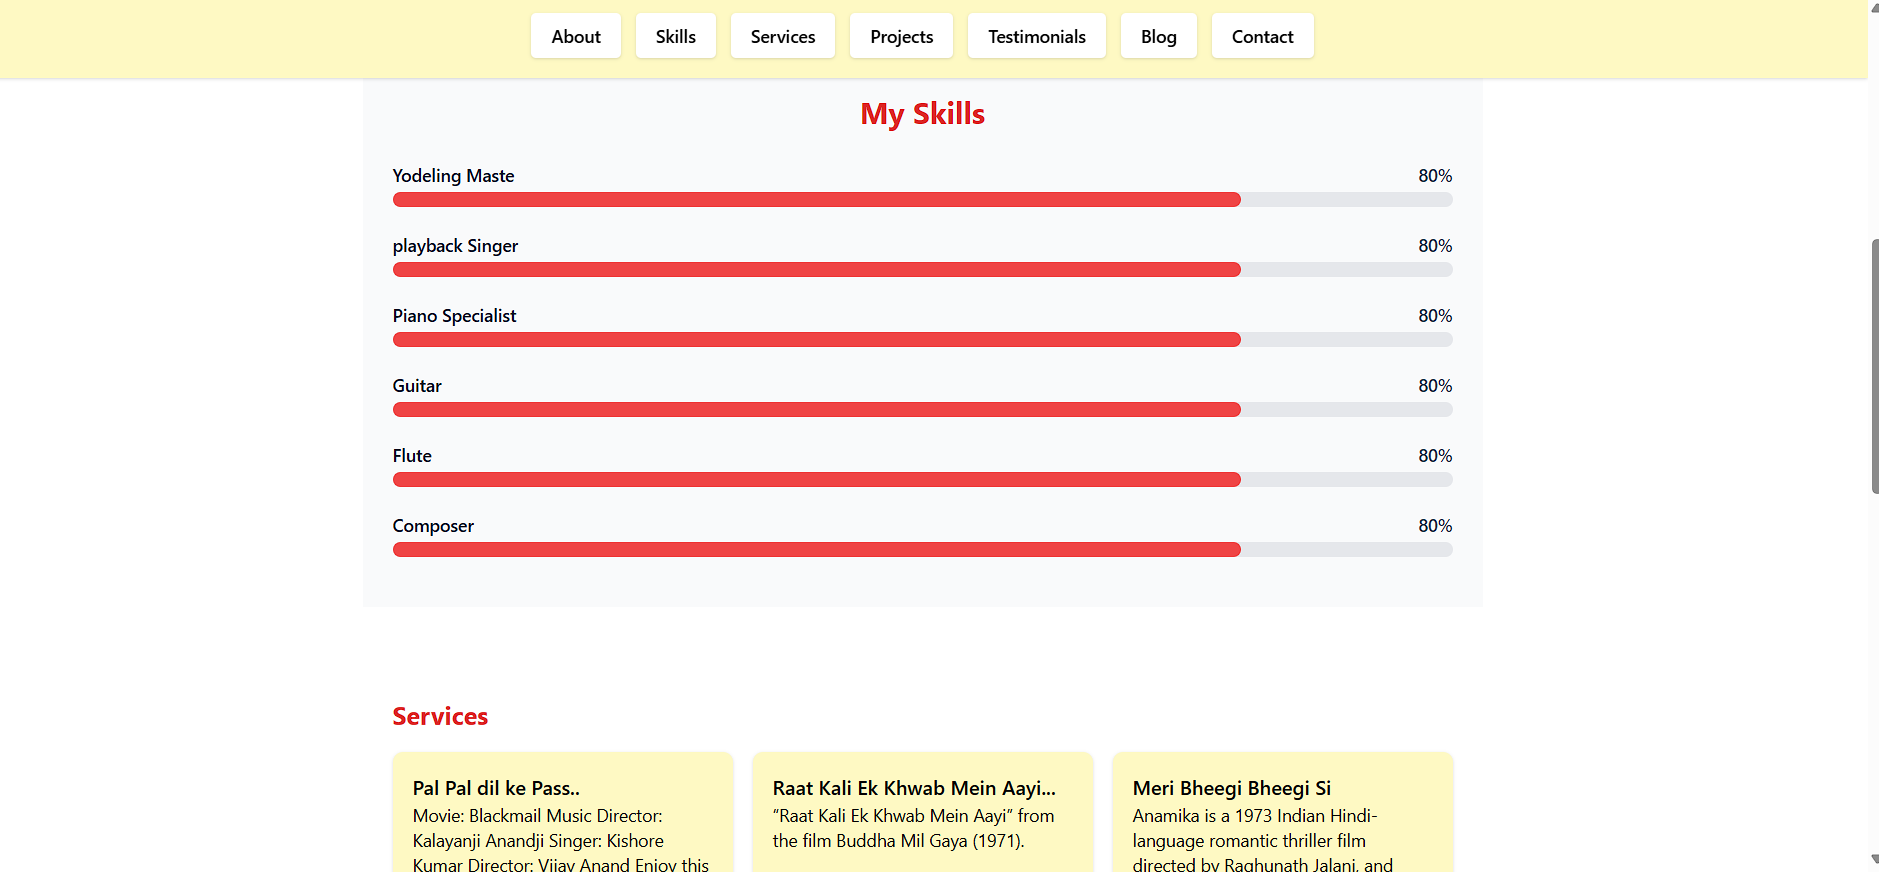 About Skills Services Projects Testimonials Blog Contact
My Skills
Yodeling Maste 80%
playback Singer 80%
Piano Specialist 80%
Guitar 80%
Flute 80%
Composer 80%
Services
Pal Pal dil ke Pass..
Movie: Blackmail Music Director:
Kalayanji Anandji Singer: Kishore
Kumar Director: Vijay Anand Enjoy this
Raat Kali Ek Khwab Mein Aayi...
“Raat Kali Ek Khwab Mein Aayi” from
the film Buddha Mil Gaya (1971).
Meri Bheegi Bheegi Si
Anamika is a 1973 Indian Hindi-
language romantic thriller film
directed by Raghunath Jalani, and